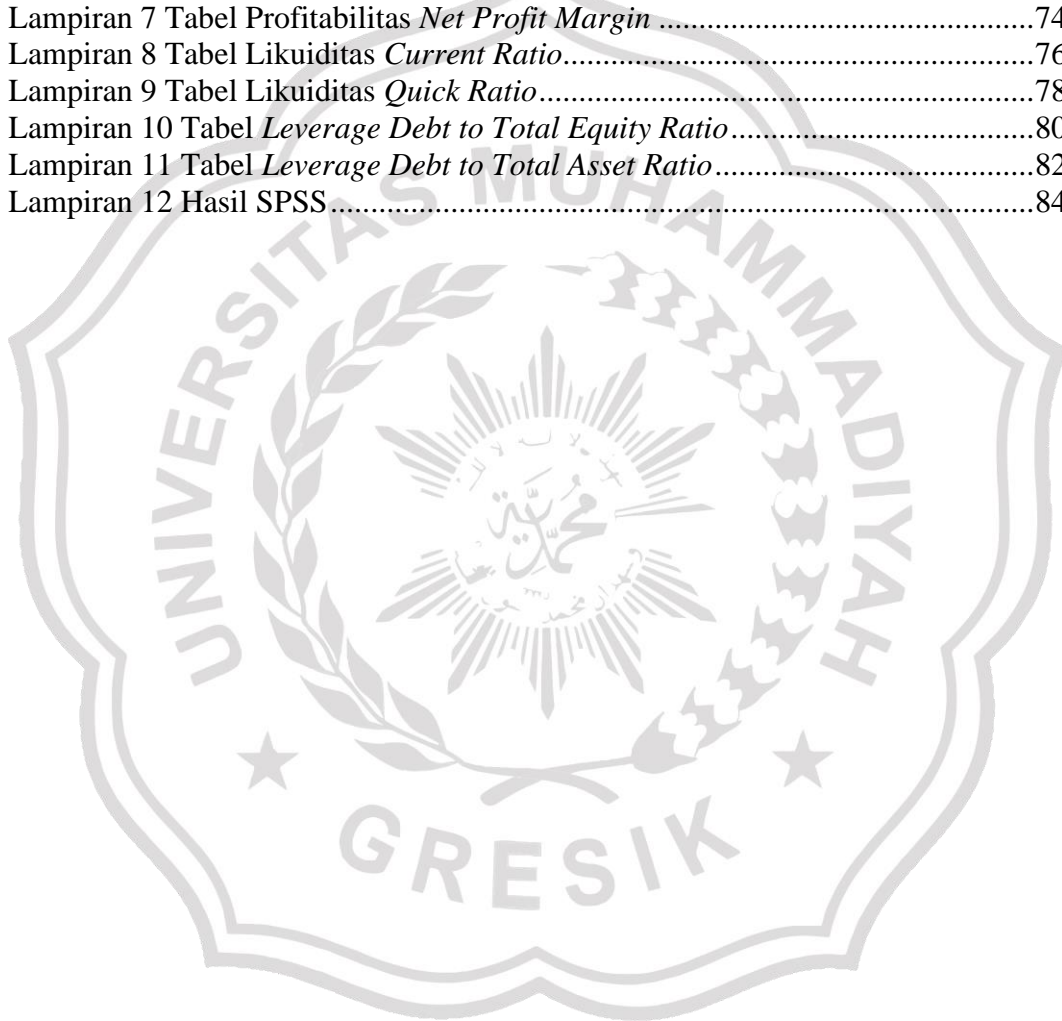 Lampiran 7 Tabel Profitabilitas Net Profit Margin ..........................................................74
Lampiran 8 Tabel Likuiditas Current Ratio..........................................................76
Lampiran 9 Tabel Likuiditas Quick Ratio..........................................................78
Lampiran 10 Tabel Leverage Debt to Total Equity Ratio..........................................................80
Lampiran 11 Tabel Leverage Debt to Total Asset Ratio..........................................................82
Lampiran 12 Hasil SPSS..........................................................84
UNIVERSITAS MUHAMMADIYAH
GRESIK